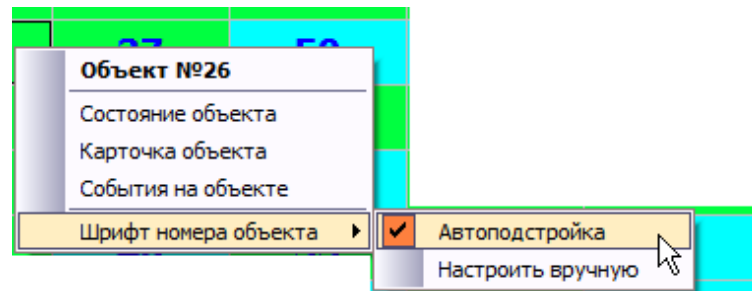 Объект №26
Состояние объекта
Карточка объекта
События на объекте
Шрифт номера объекта
Автоподстройка
Настроить вручную